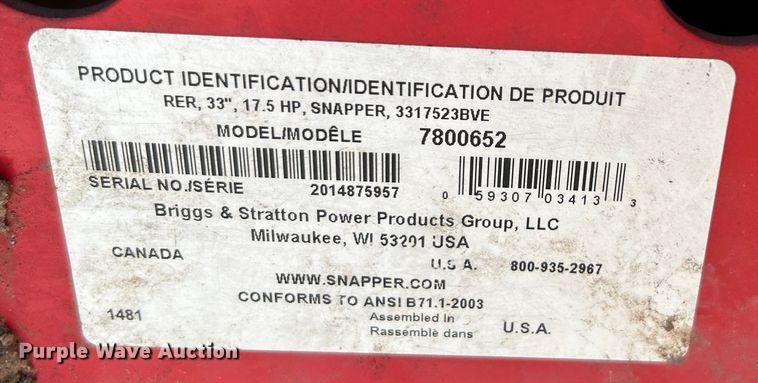 PRODUCT IDENTIFICATION/IDENTIFICATION DE PRODUIT
RER, 33", 17.5 HP, SNAPPER, 3317523BVE
MODEL/MODÊLE 7800652
SERIAL NO./SÉRIE 2014875957 0 59307 03413 3
Briggs & Stratton Power Products Group, LLC
Milwaukee, WI 53201 USA
CANADA U.S.A. 800-935-2967
WWW.SNAPPER.COM
CONFORMS TO ANSI B71.1-2003
1481 Assembled In
Rassemblé dans U.S.A.
Purple Wave Auction